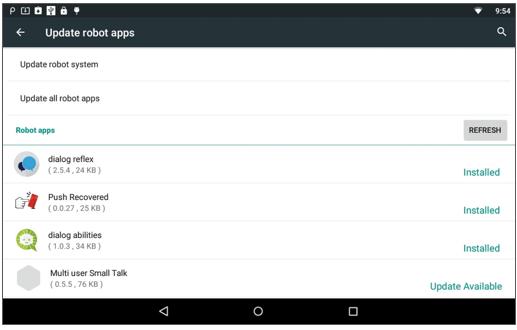 9:54
Update robot apps
Update robot system
Update all robot apps
Robot apps
REFRESH
dialog reflex
( 2.5.4 , 24 KB )
Installed
Push Recovered
( 0.0.27 , 25 KB )
Installed
dialog abilities
( 1.0.3 , 34 KB )
Installed
Multi user Small Talk
( 0.5.5 , 76 KB )
Update Available